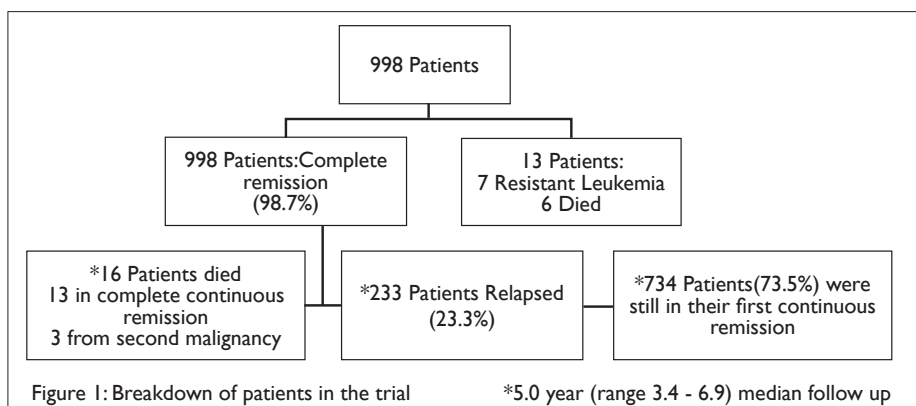 998 Patients
998 Patients:Complete
remission
(98.7%)
13 Patients:
7 Resistant Leukemia
6 Died
*16 Patients died
13 in complete continuous
remission
3 from second malignancy
*233 Patients Relapsed
(23.3%)
*734 Patients(73.5%) were
still in their first continuous
remission
Figure 1: Breakdown of patients in the trial
*5.0 year (range 3.4 - 6.9) median follow up